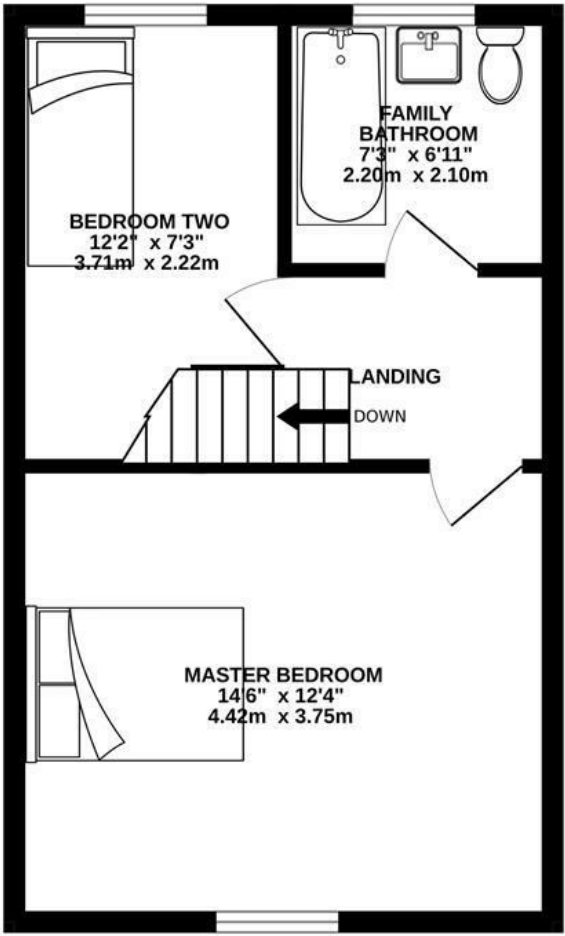 FAMILY
BATHROOM
7'3" x 6'11"
2.20m x 2.10m
BEDROOM TWO
12'2" x 7'3"
3.71m x 2.22m
LANDING
DOWN
MASTER BEDROOM
14'6" x 12'4"
4.42m x 3.75m